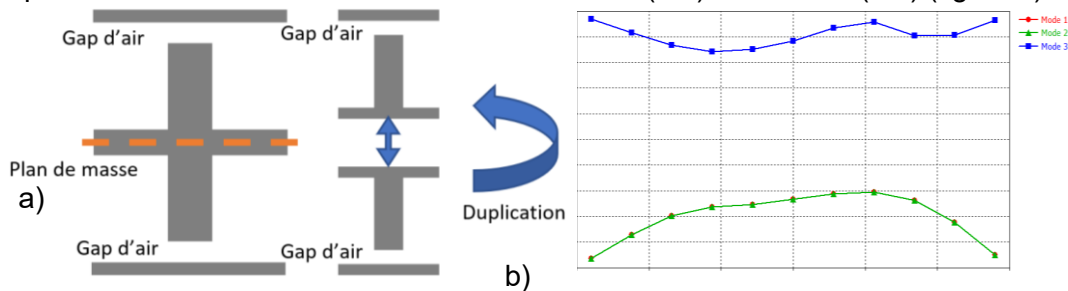 Gap d'air
Gap d'air
Plan de masse
a)
Duplication
Gap d'air
Gap d'air
b)
Mode 1
Mode 2
Mode 3